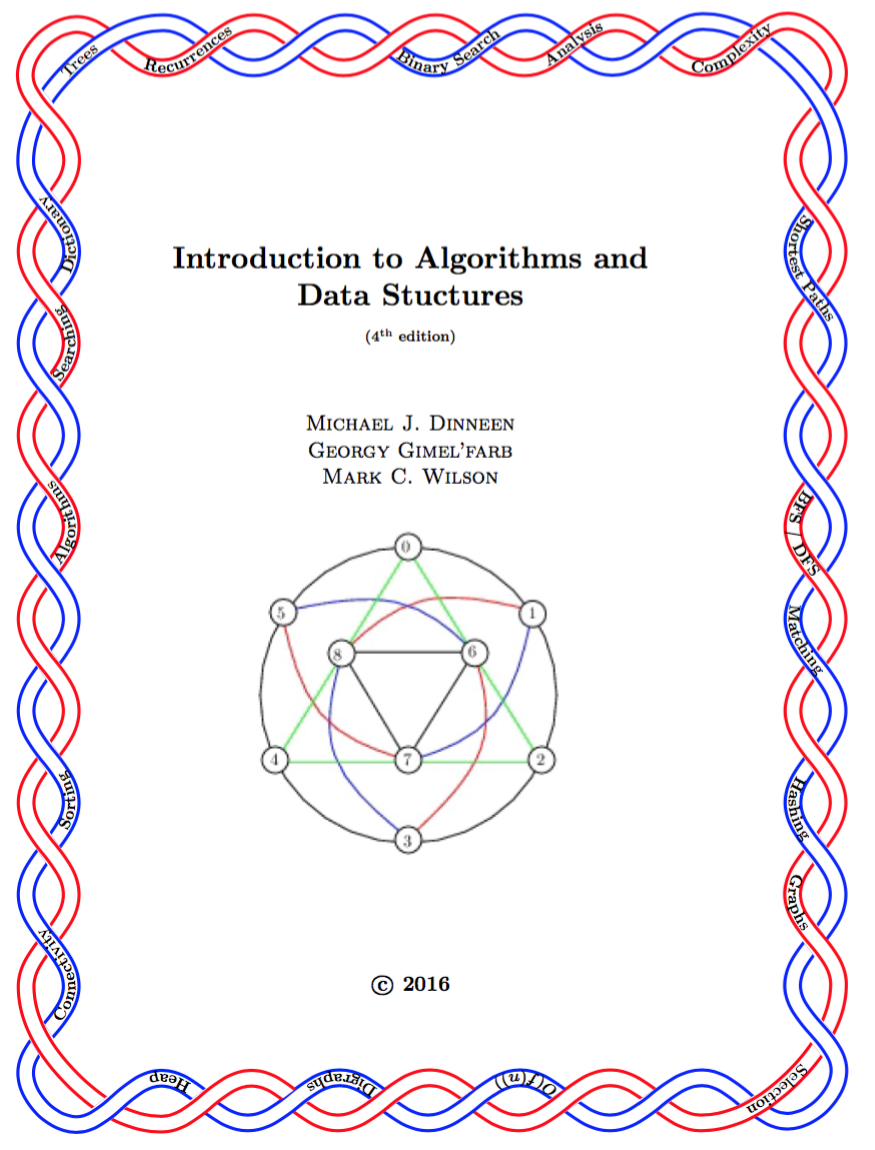 Trees
Recurrences
Binary Search
Analysis
Complexity
Shortest Paths
BFS / DFS
Matching
Hashing
Graphs
Selection
O(f(n))
Digraphs
Heap
Connectivity
Sorting
Algorithms
Searching
Dictionary
Introduction to Algorithms and
Data Stuctures
(4th edition)
Michael J. Dinneen
Georgy Gimel'farb
Mark C. Wilson
0
5
1
8
6
4
7
2
3
© 2016